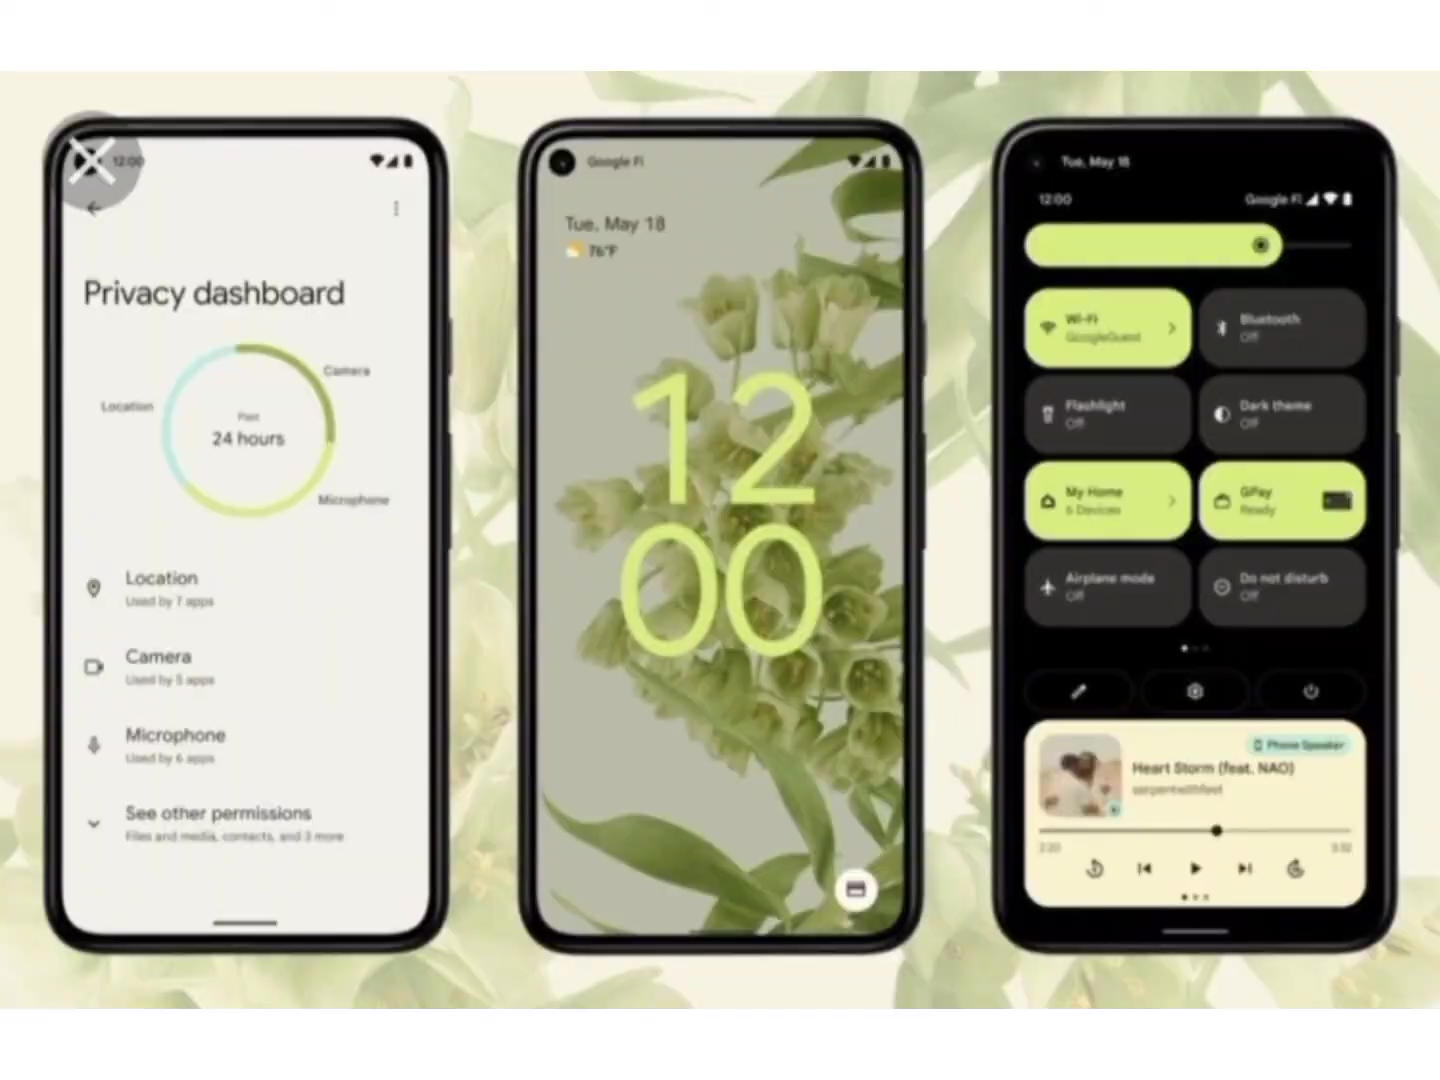 12:00
Privacy dashboard
Camera
Location
Past
24 hours
Microphone
Location
Used by 7 apps
Camera
Used by 5 apps
Microphone
Used by 6 apps
See other permissions
Files and media, contacts, and 3 more
Google Fi
Tue, May 18
76°F
12
00
Tue, May 18
12:00
Google Fi
Wi-Fi
GoogleGuest
Bluetooth
Off
Flashlight
Off
Dark theme
Off
My Home
6 Devices
GPay
Ready
Airplane mode
Off
Do not disturb
Off
Phone Speaker
Heart Storm (feat. NAO)
serpentwithfeet
2:20